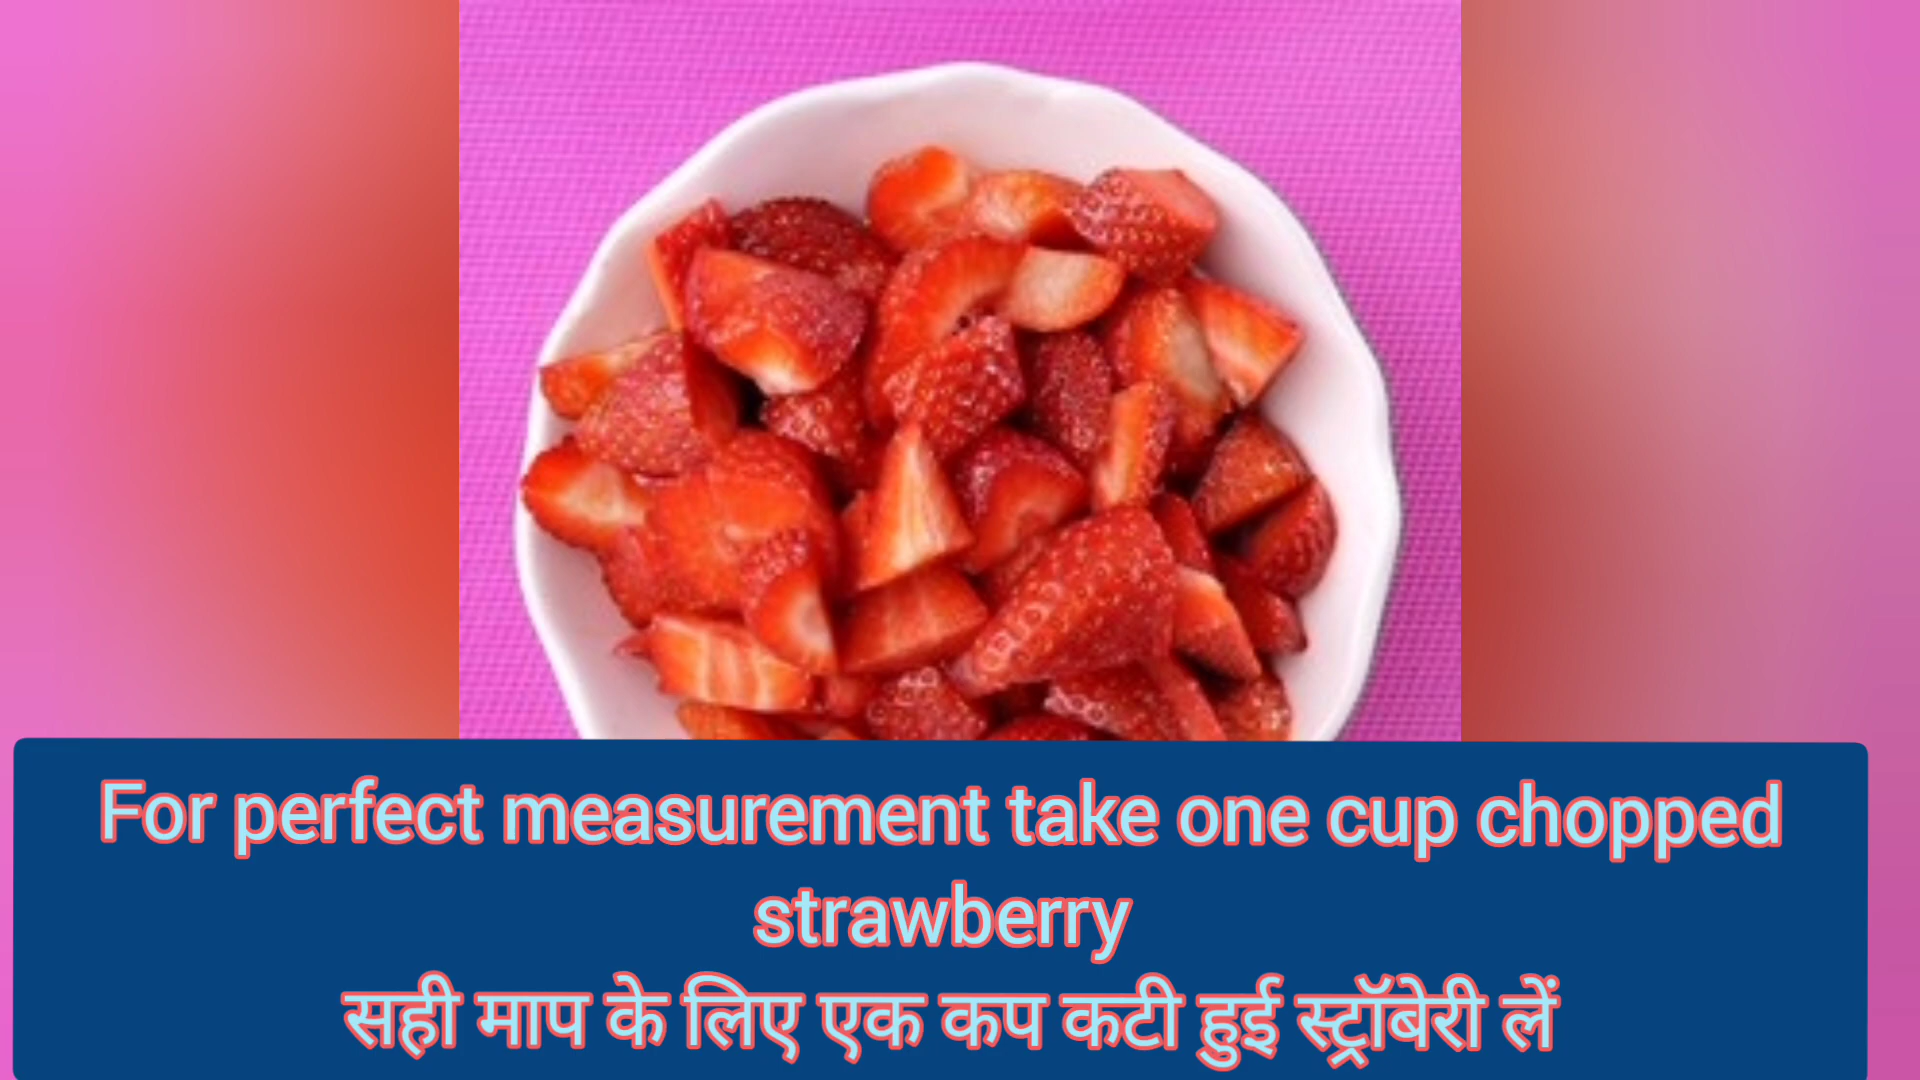 For perfect measurement take one cup chopped
strawberry
सही माप के लिए एक कप कटी हुई स्ट्रॉबेरी लें